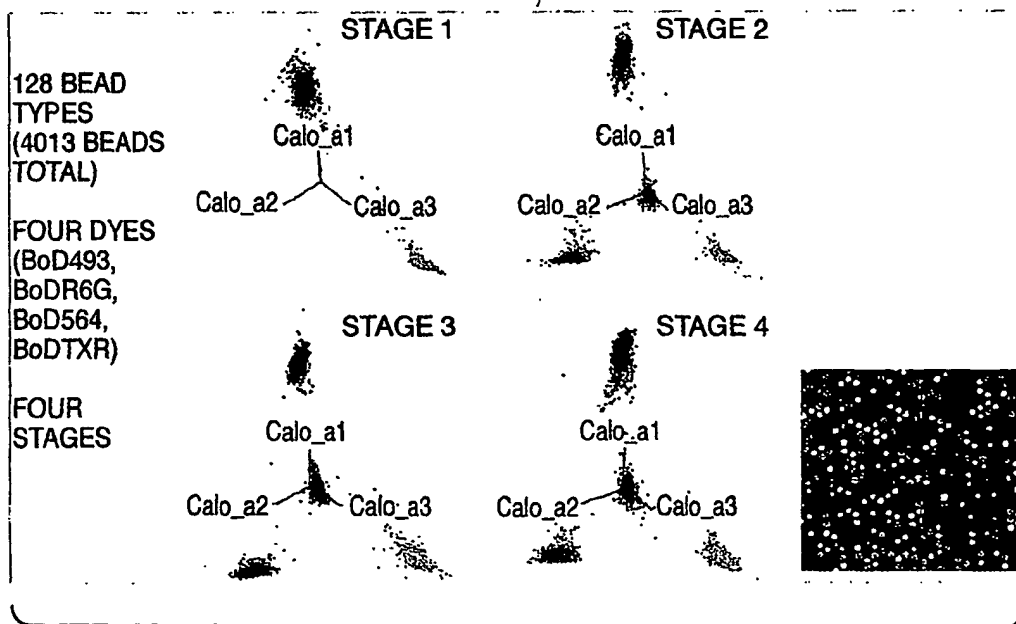 128 BEAD
TYPES
(4013 BEADS
TOTAL)
FOUR DYES
(BoD493,
BoDR6G,
BoD564,
BoDTXR)
FOUR
STAGES
STAGE 1
Calo_a1
Calo_a2
Calo_a3
STAGE 2
Calo_a1
Calo_a2
Calo_a3
STAGE 3
Calo_a1
Calo_a2
Calo_a3
STAGE 4
Calo_a1
Calo_a2
Calo_a3